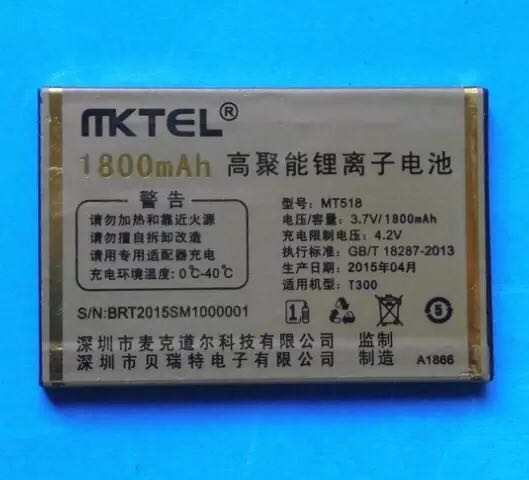 MKTEL®
1800mAh 高聚能锂离子电池
警告
请勿加热和靠近火源
请勿擅自拆卸改造
请用专用适配器充电
充电环境温度: 0℃-40℃
S/N:BRT2015SM1000001
型号: MT518
电压/容量: 3.7V/1800mAh
充电限制电压: 4.2V
执行标准: GB/T 18287-2013
生产日期: 2015年04月
适用机型: T300
1
5
深圳市麦克道尔科技有限公司 监制
深圳市贝瑞特电子有限公司 制造 A1866